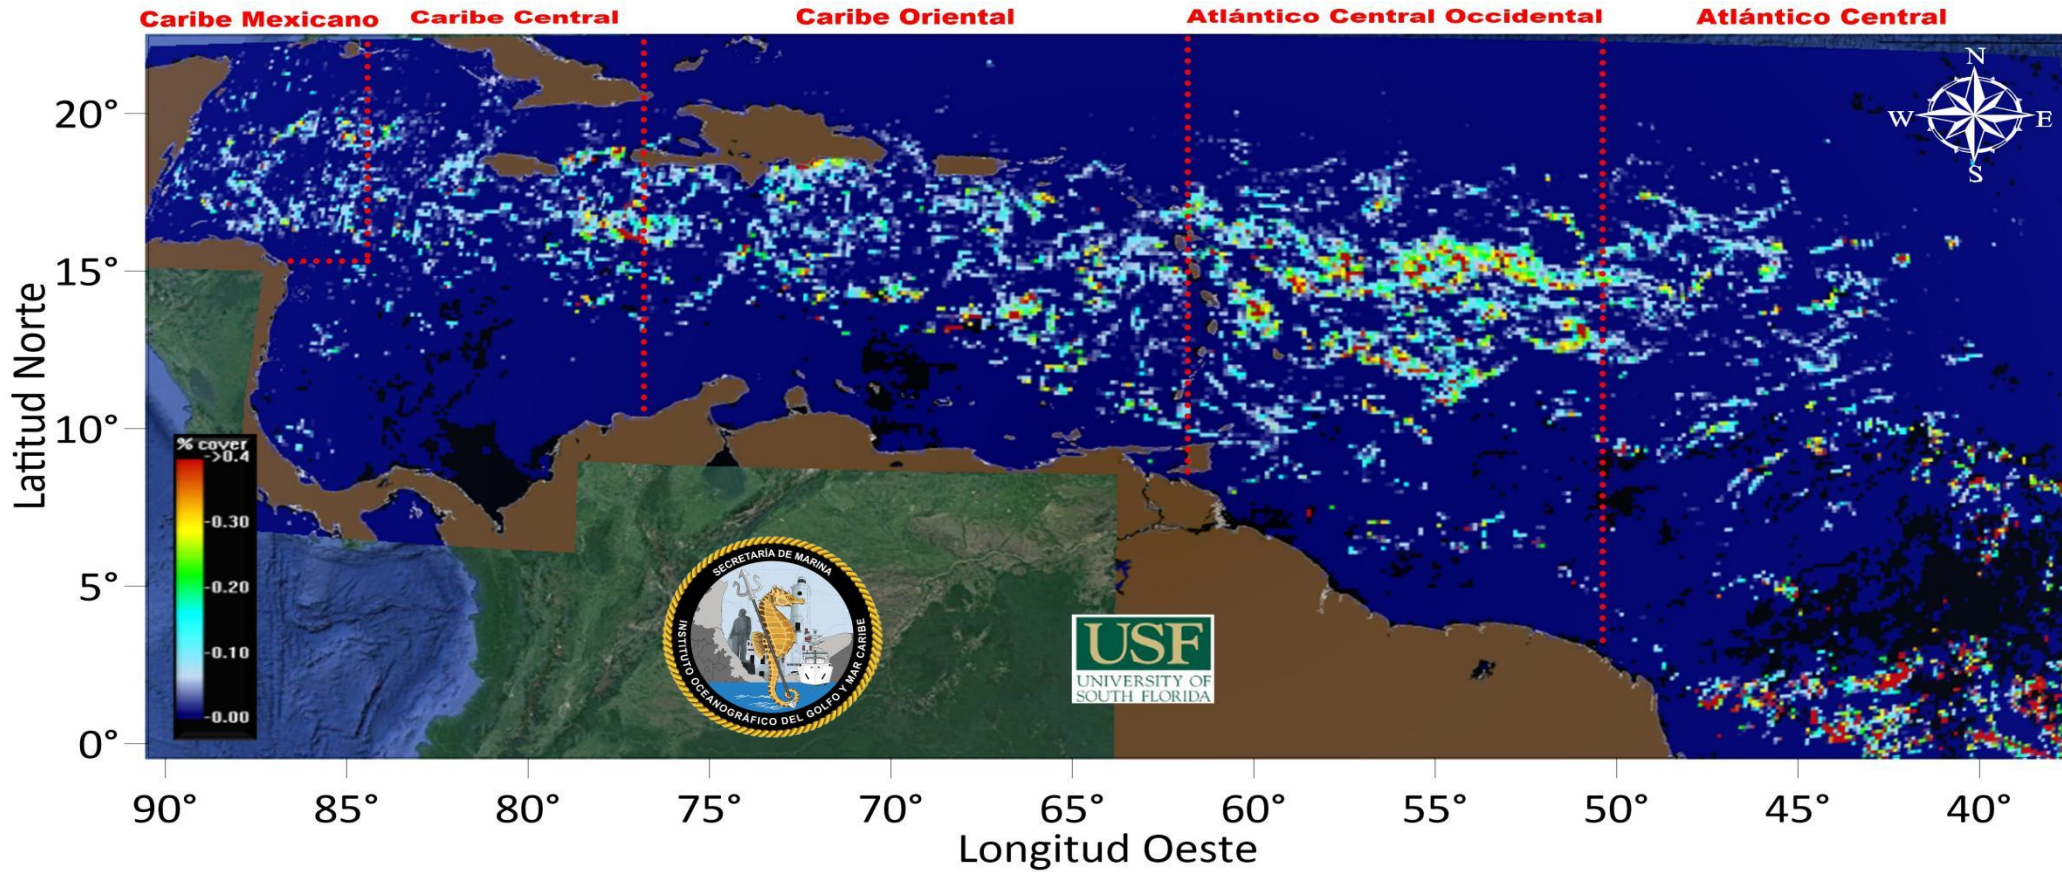 Caribe Mexicano
Caribe Central
Caribe Oriental
Atlántico Central Occidental
Atlántico Central
N
W
E
S
20°
15°
10°
5°
0°
Latitud Norte
% cover
->0.4
-0.30
-0.20
-0.10
-0.00
SECRETARÍA DE MARINA
INSTITUTO OCEANOGRÁFICO DEL GOLFO Y MAR CARIBE
USF
UNIVERSITY OF
SOUTH FLORIDA
90° 85° 80° 75° 70° 65° 60° 55° 50° 45° 40°
Longitud Oeste